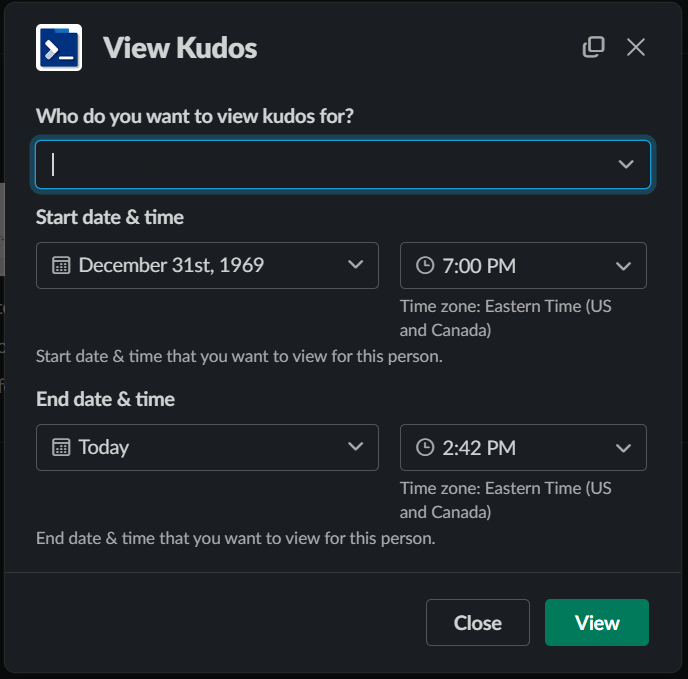 View Kudos
Who do you want to view kudos for?
Start date & time
December 31st, 1969
7:00 PM
Time zone: Eastern Time (US
and Canada)
Start date & time that you want to view for this person.
End date & time
Today
2:42 PM
Time zone: Eastern Time (US
and Canada)
End date & time that you want to view for this person.
Close
View